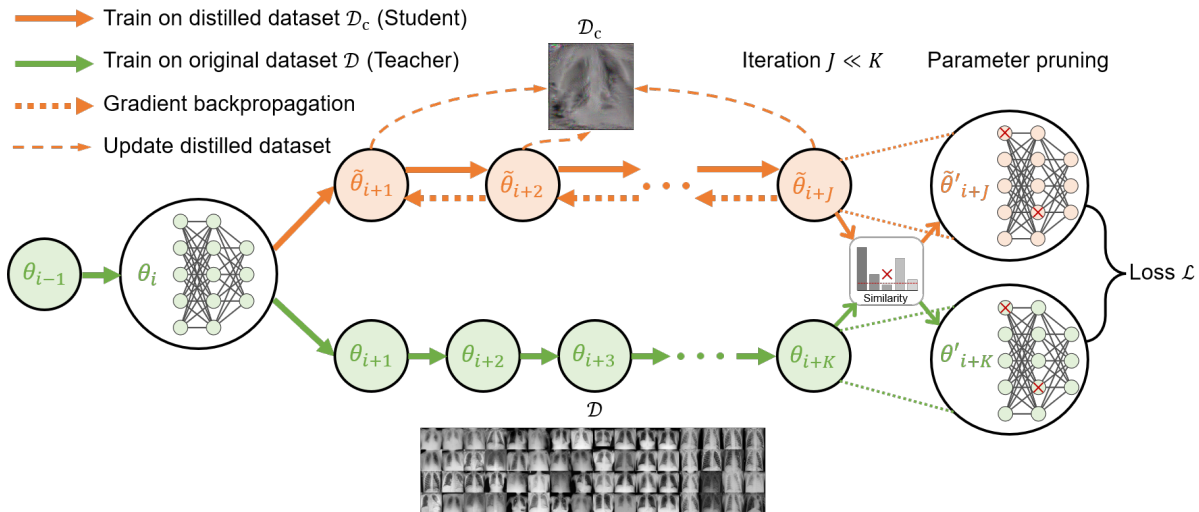 Train on distilled dataset 𝒟c (Student)
Train on original dataset 𝒟 (Teacher)
Gradient backpropagation
Update distilled dataset
𝒟c
Iteration J ≪ K
Parameter pruning
θ̃i+1
θ̃i+2
θ̃i+J
θ̃′i+J
θi−1
θi
Similarity
Loss ℒ
θi+1
θi+2
θi+3
θi+K
θ′i+K
𝒟